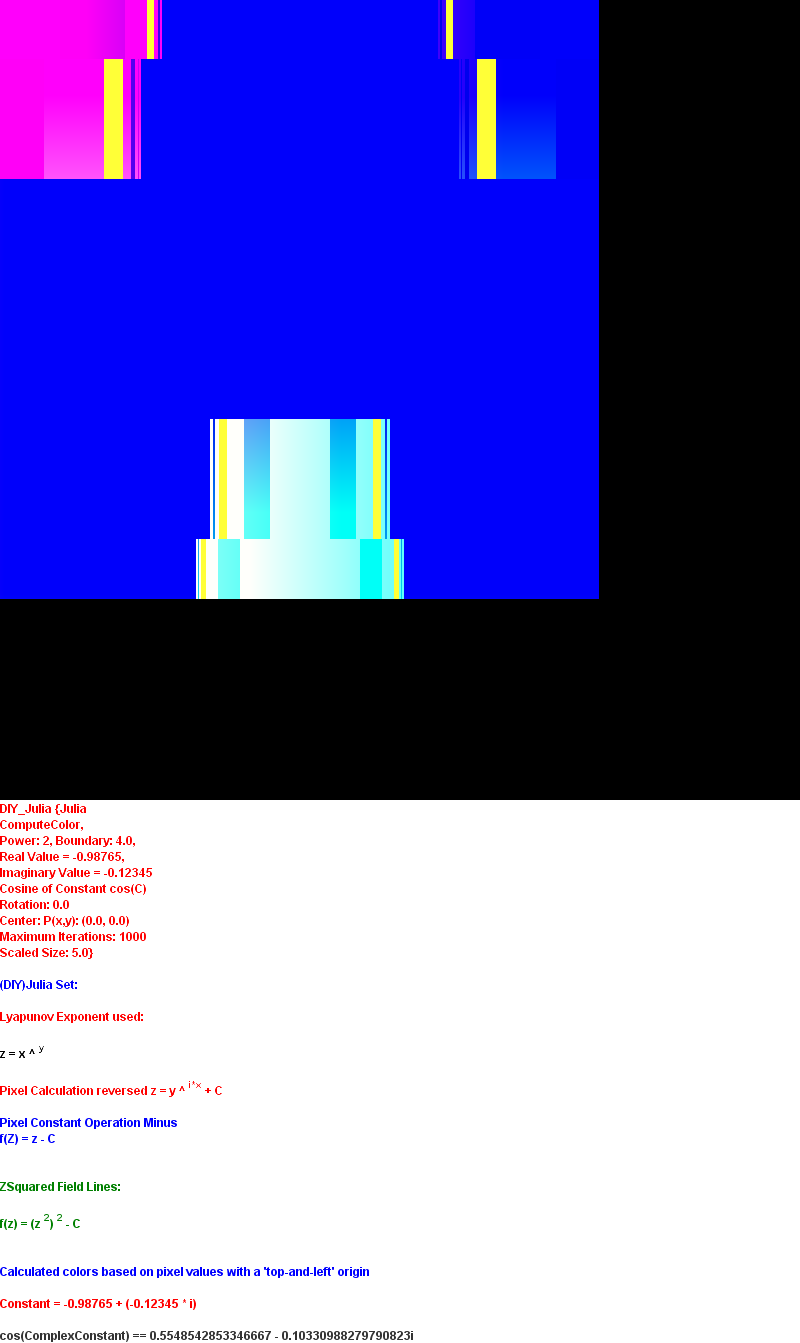 DIY_Julia {Julia
ComputeColor,
Power: 2, Boundary: 4.0,
Real Value = -0.98765,
Imaginary Value = -0.12345
Cosine of Constant cos(C)
Rotation: 0.0
Center: P(x,y): (0.0, 0.0)
Maximum Iterations: 1000
Scaled Size: 5.0}
(DIY)Julia Set:
Lyapunov Exponent used:
z = x ^ y
Pixel Calculation reversed z = y ^ i*x + C
Pixel Constant Operation Minus
f(Z) = z - C
ZSquared Field Lines:
f(z) = (z 2) 2 - C
Calculated colors based on pixel values with a 'top-and-left' origin
Constant = -0.98765 + (-0.12345 * i)
cos(ComplexConstant) == 0.5548542853346667 - 0.10330988279790823i